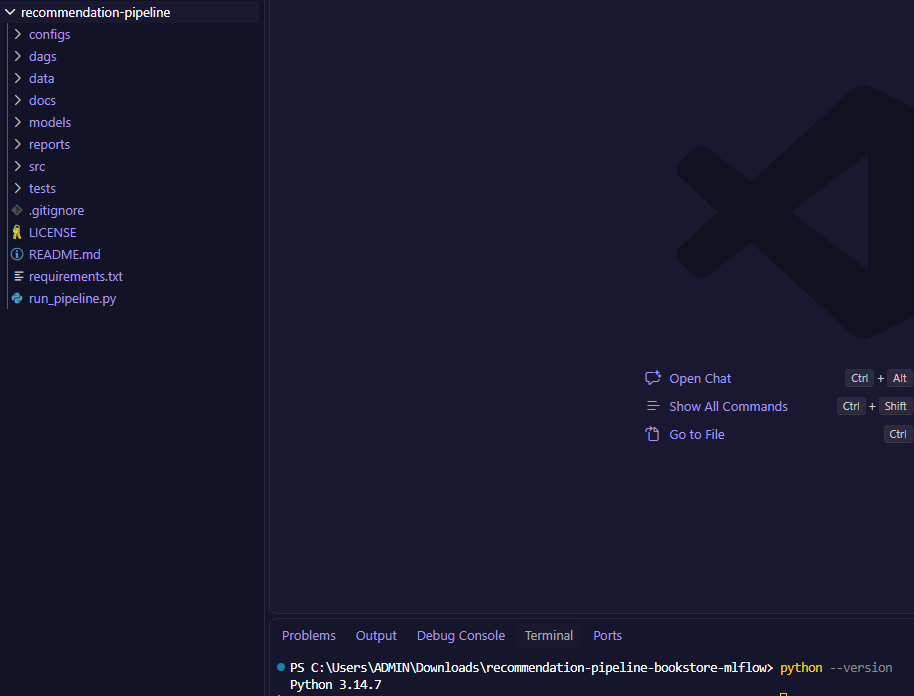 recommendation-pipeline
configs
dags
data
docs
models
reports
src
tests
.gitignore
LICENSE
README.md
requirements.txt
run_pipeline.py
Open Chat Ctrl + Alt
Show All Commands Ctrl + Shift
Go to File Ctrl
Problems Output Debug Console Terminal Ports
PS C:\Users\ADMIN\Downloads\recommendation-pipeline-bookstore-mlflow> python --version
Python 3.14.7